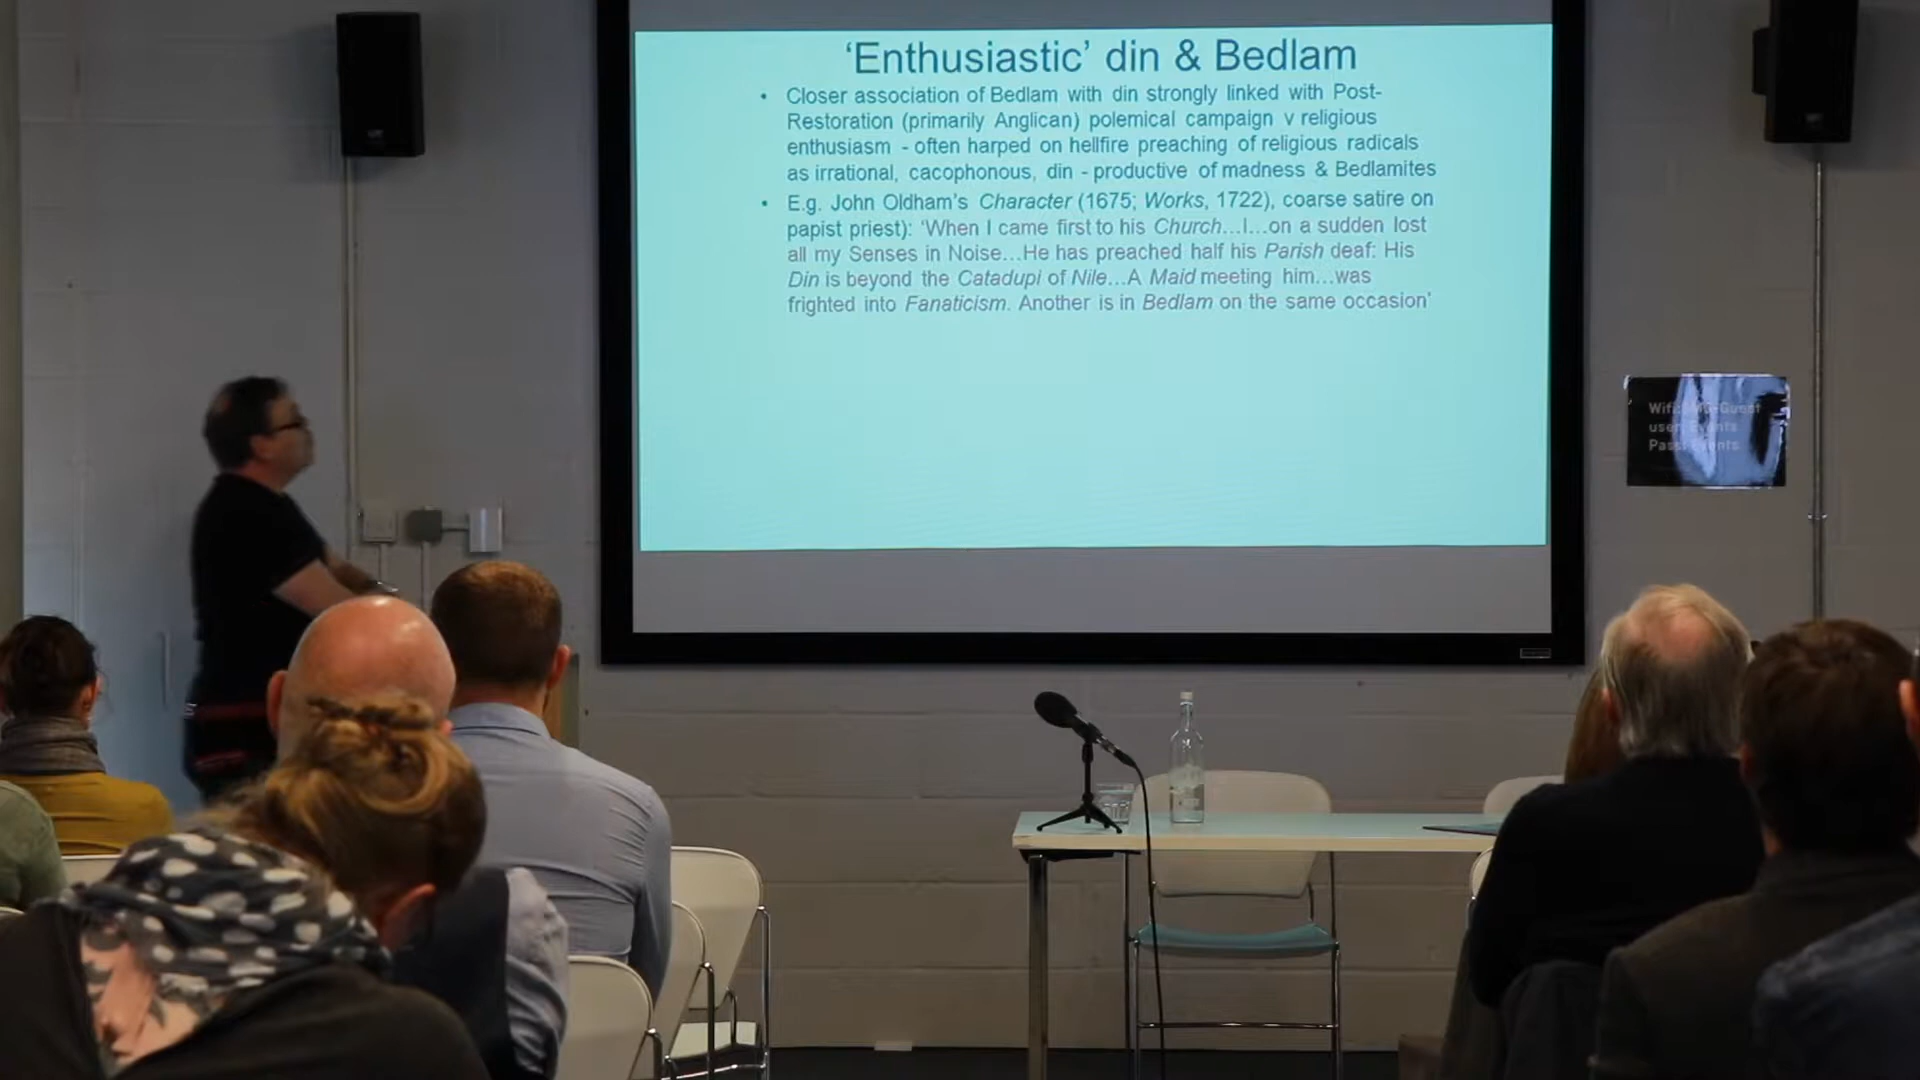 ‘Enthusiastic’ din & Bedlam
• Closer association of Bedlam with din strongly linked with Post-
Restoration (primarily Anglican) polemical campaign v religious
enthusiasm - often harped on hellfire preaching of religious radicals
as irrational, cacophonous, din - productive of madness & Bedlamites
• E.g. John Oldham’s Character (1675; Works, 1722), coarse satire on
papist priest): ‘When I came first to his Church…I…on a sudden lost
all my Senses in Noise…He has preached half his Parish deaf: His
Din is beyond the Catadupi of Nile…A Maid meeting him…was
frighted into Fanaticism. Another is in Bedlam on the same occasion’
Wifi: